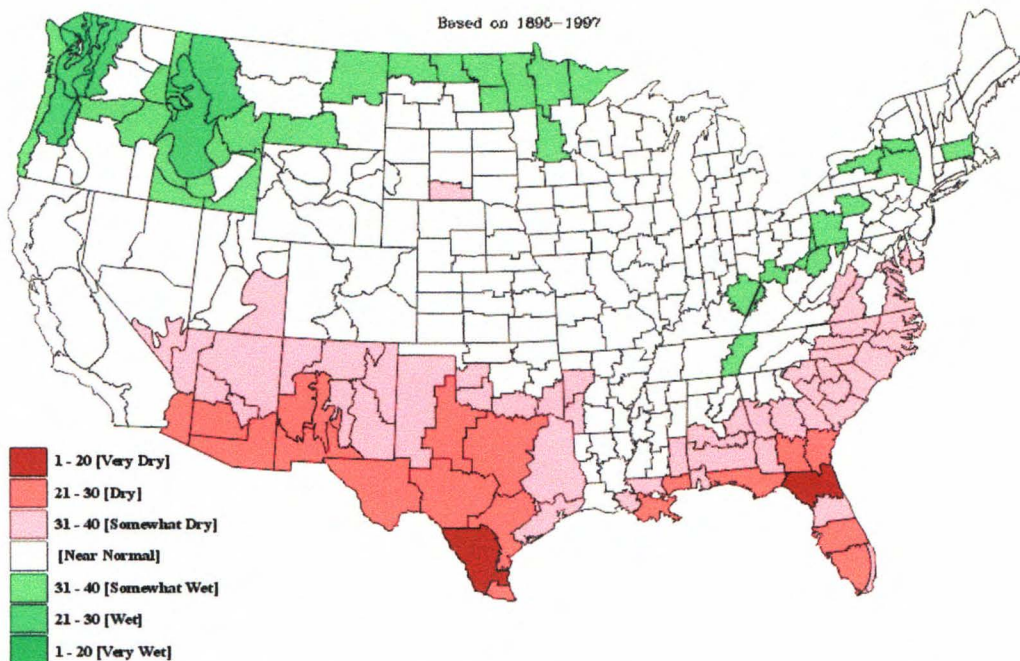 Based on 1895-1997
1 - 20 [Very Dry]
21 - 30 [Dry]
31 - 40 [Somewhat Dry]
[Near Normal]
31 - 40 [Somewhat Wet]
21 - 30 [Wet]
1 - 20 [Very Wet]